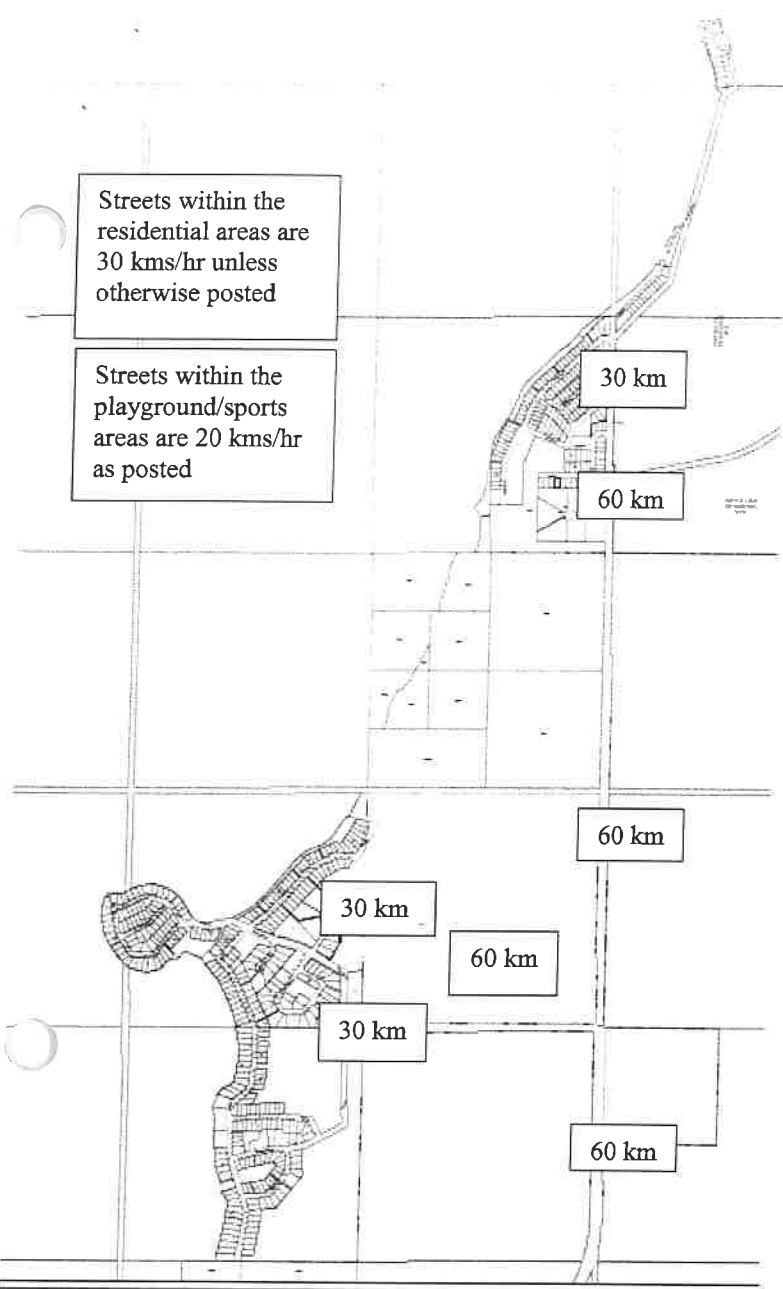 Streets within the
residential areas are
30 kms/hr unless
otherwise posted
Streets within the
playground/sports
areas are 20 kms/hr
as posted
30 km
60 km
60 km
30 km
60 km
30 km
60 km